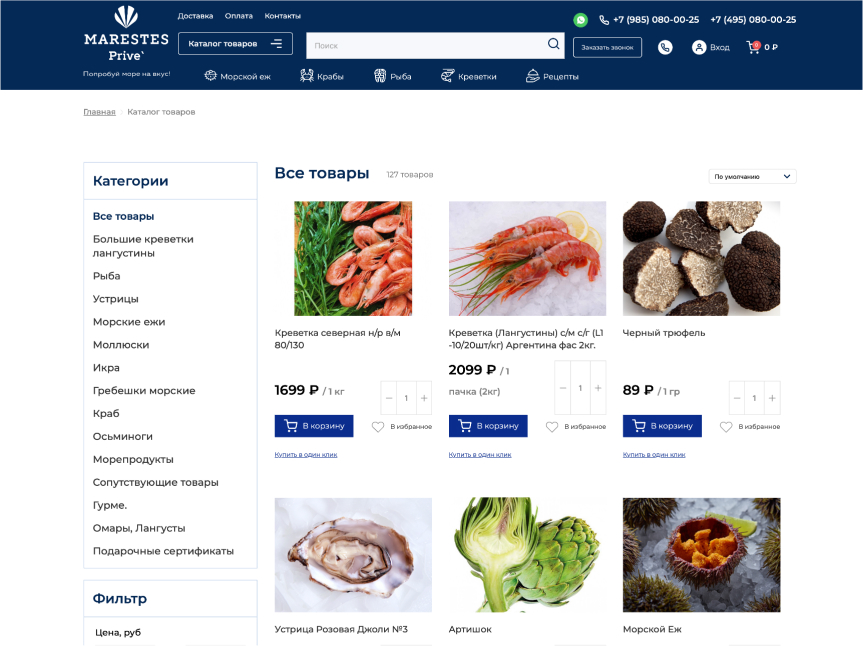 Доставка Оплата Контакты
+7 (985) 080-00-25 +7 (495) 080-00-25
MARESTES
Prive`
Попробуй море на вкус!
Каталог товаров
Поиск
Заказать звонок
Вход
0
0 ₽
Морской еж
Крабы
Рыба
Креветки
Рецепты
Главная Каталог товаров
Категории
Все товары
Большие креветки
лангустины
Рыба
Устрицы
Морские ежи
Моллюски
Икра
Гребешки морские
Краб
Осьминоги
Морепродукты
Сопутствующие товары
Гурме.
Омары, Лангусты
Подарочные сертификаты
Фильтр
Цена, руб
Все товары 127 товаров
По умолчанию
Креветка северная н/р в/м
80/130
1699 ₽ / 1 кг
− 1 +
В корзину
В избранное
Купить в один клик
Креветка (Лангустины) с/м с/г (L1
-10/20шт/кг) Аргентина фас 2кг.
2099 ₽ / 1
пачка (2кг)
− 1 +
В корзину
В избранное
Купить в один клик
Черный трюфель
89 ₽ / 1 гр
− 1 +
В корзину
В избранное
Купить в один клик
Устрица Розовая Джоли №3
Артишок
Морской Еж